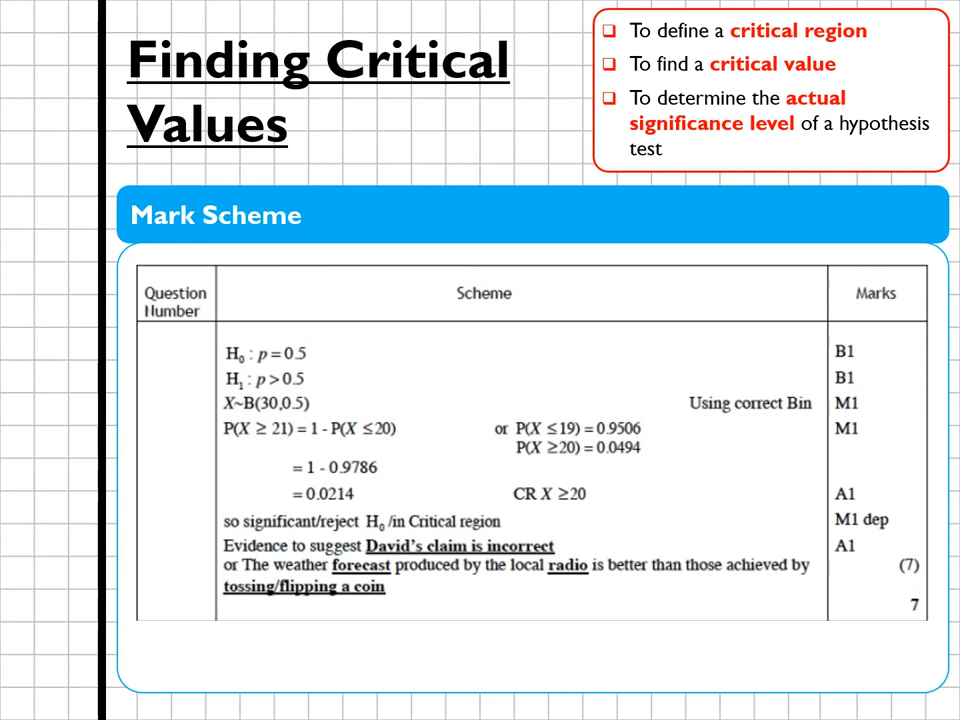 Finding Critical
Values
To define a critical region
To find a critical value
To determine the actual
significance level of a hypothesis
test
Mark Scheme
Question Scheme Marks
Number
H0 : p = 0.5 B1
H1 : p > 0.5 B1
X~B(30,0.5) Using correct Bin M1
P(X ≥ 21) = 1 - P(X ≤ 20) or P(X ≤ 19) = 0.9506 M1
P(X ≥ 20) = 0.0494
= 1 - 0.9786
= 0.0214 CR X ≥ 20 A1
so significant/reject H0 /in Critical region M1 dep
Evidence to suggest David's claim is incorrect A1
or The weather forecast produced by the local radio is better than those achieved by (7)
tossing/flipping a coin
7